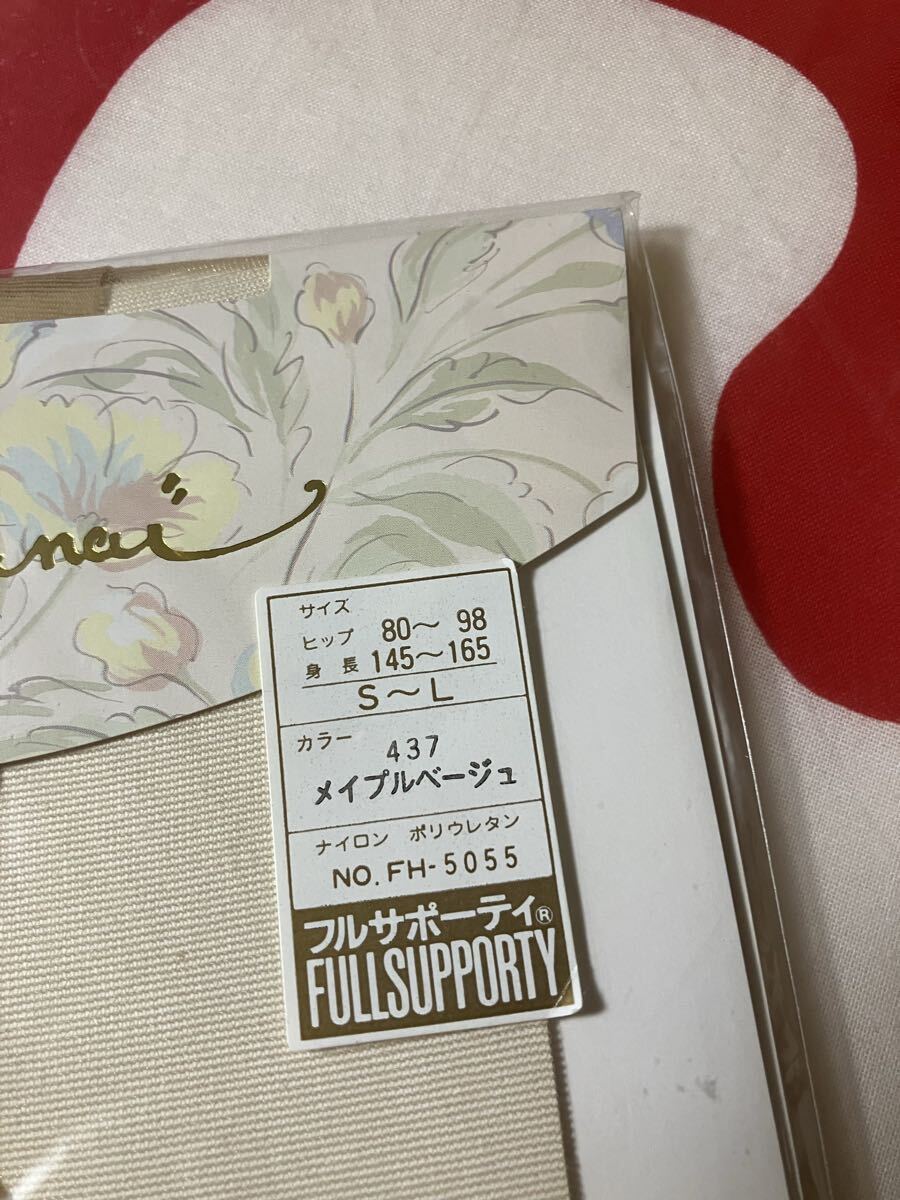 サイズ
ヒップ 80〜 98
身 長 145〜165
S〜L
カラー 437
メイプルベージュ
ナイロン ポリウレタン
NO. FH-5055
フルサポーティ®
FULLSUPPORTY